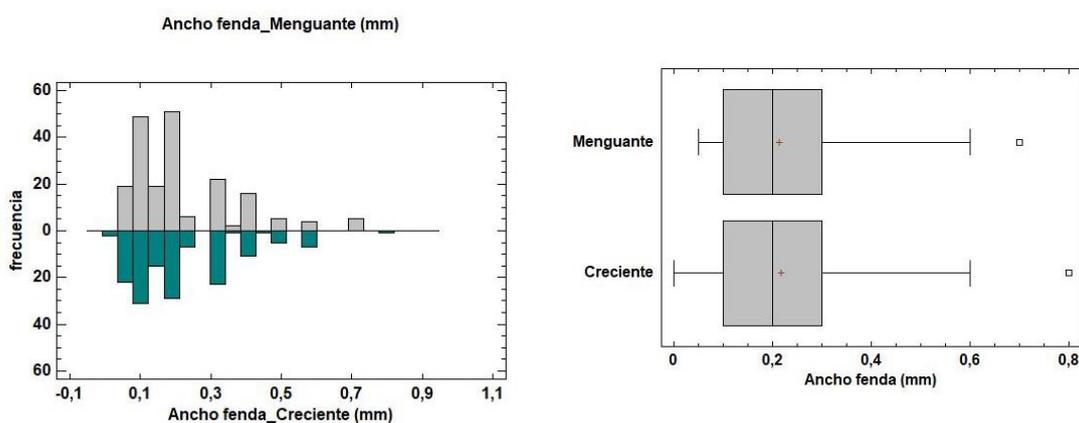 Ancho fenda_Menguante (mm)
60
40
20
0
20
40
60
frecuencia
-0,1 0,1 0,3 0,5 0,7 0,9 1,1
Ancho fenda_Creciente (mm)
Menguante
Creciente
0 0,2 0,4 0,6 0,8
Ancho fenda (mm)